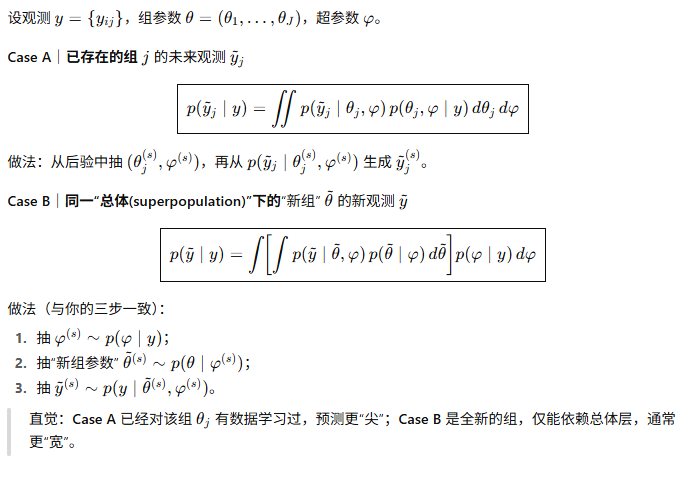 设观测 y = {y_{ij}}，组参数 θ = (θ_1, …, θ_J)，超参数 φ。
Case A｜已存在的组 j 的未来观测 ỹ_j
p(ỹ_j | y) = ∬ p(ỹ_j | θ_j, φ) p(θ_j, φ | y) dθ_j dφ
做法：从后验中抽 (θ_j^{(s)}, φ^{(s)})，再从 p(ỹ_j | θ_j^{(s)}, φ^{(s)}) 生成 ỹ_j^{(s)}。
Case B｜同一“总体(superpopulation)”下的“新组” θ̃ 的新观测 ỹ
p(ỹ | y) = ∫[∫ p(ỹ | θ̃, φ) p(θ̃ | φ) dθ̃] p(φ | y) dφ
做法（与你的三步一致）：
1. 抽 φ^{(s)} ∼ p(φ | y)；
2. 抽“新组参数” θ̃^{(s)} ∼ p(θ | φ^{(s)})；
3. 抽 ỹ^{(s)} ∼ p(y | θ̃^{(s)}, φ^{(s)})。
直觉：Case A 已经对该组 θ_j 有数据学习过，预测更“尖”；Case B 是全新的组，仅能依赖总体层，通常
更“宽”。